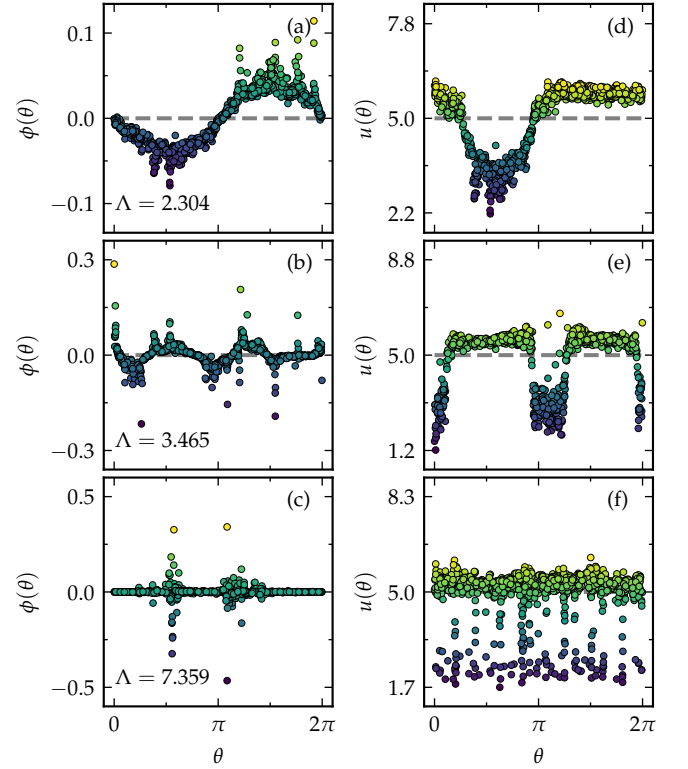 (a)
0.1
0.0
−0.1
ϕ(θ)
Λ = 2.304
(d)
7.8
5.0
2.2
u(θ)
(b)
0.3
0.0
−0.3
ϕ(θ)
Λ = 3.465
(e)
8.8
5.0
1.2
u(θ)
(c)
0.5
0.0
−0.5
ϕ(θ)
Λ = 7.359
0 π 2π
θ
(f)
8.3
5.0
1.7
u(θ)
0 π 2π
θ